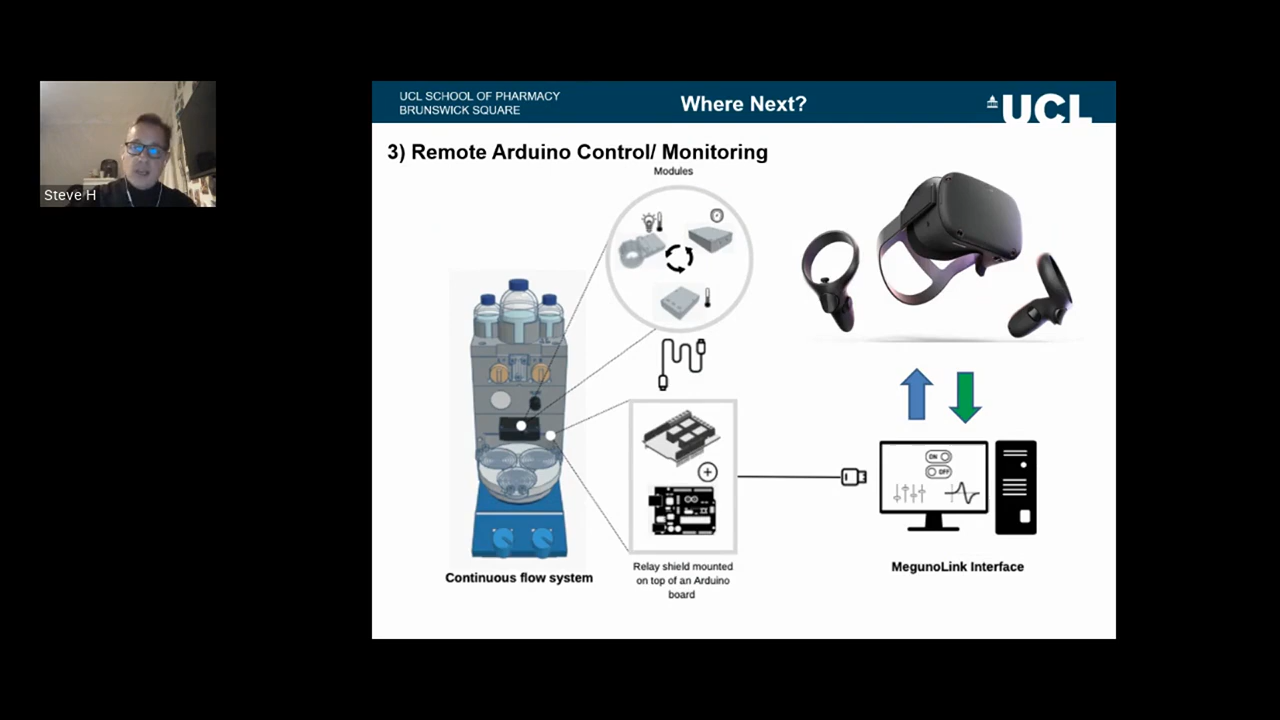 Steve H
UCL SCHOOL OF PHARMACY
BRUNSWICK SQUARE
Where Next?
UCL
3) Remote Arduino Control/ Monitoring
Modules
ON
OFF
Continuous flow system
Relay shield mounted
on top of an Arduino
board
MegunoLink Interface